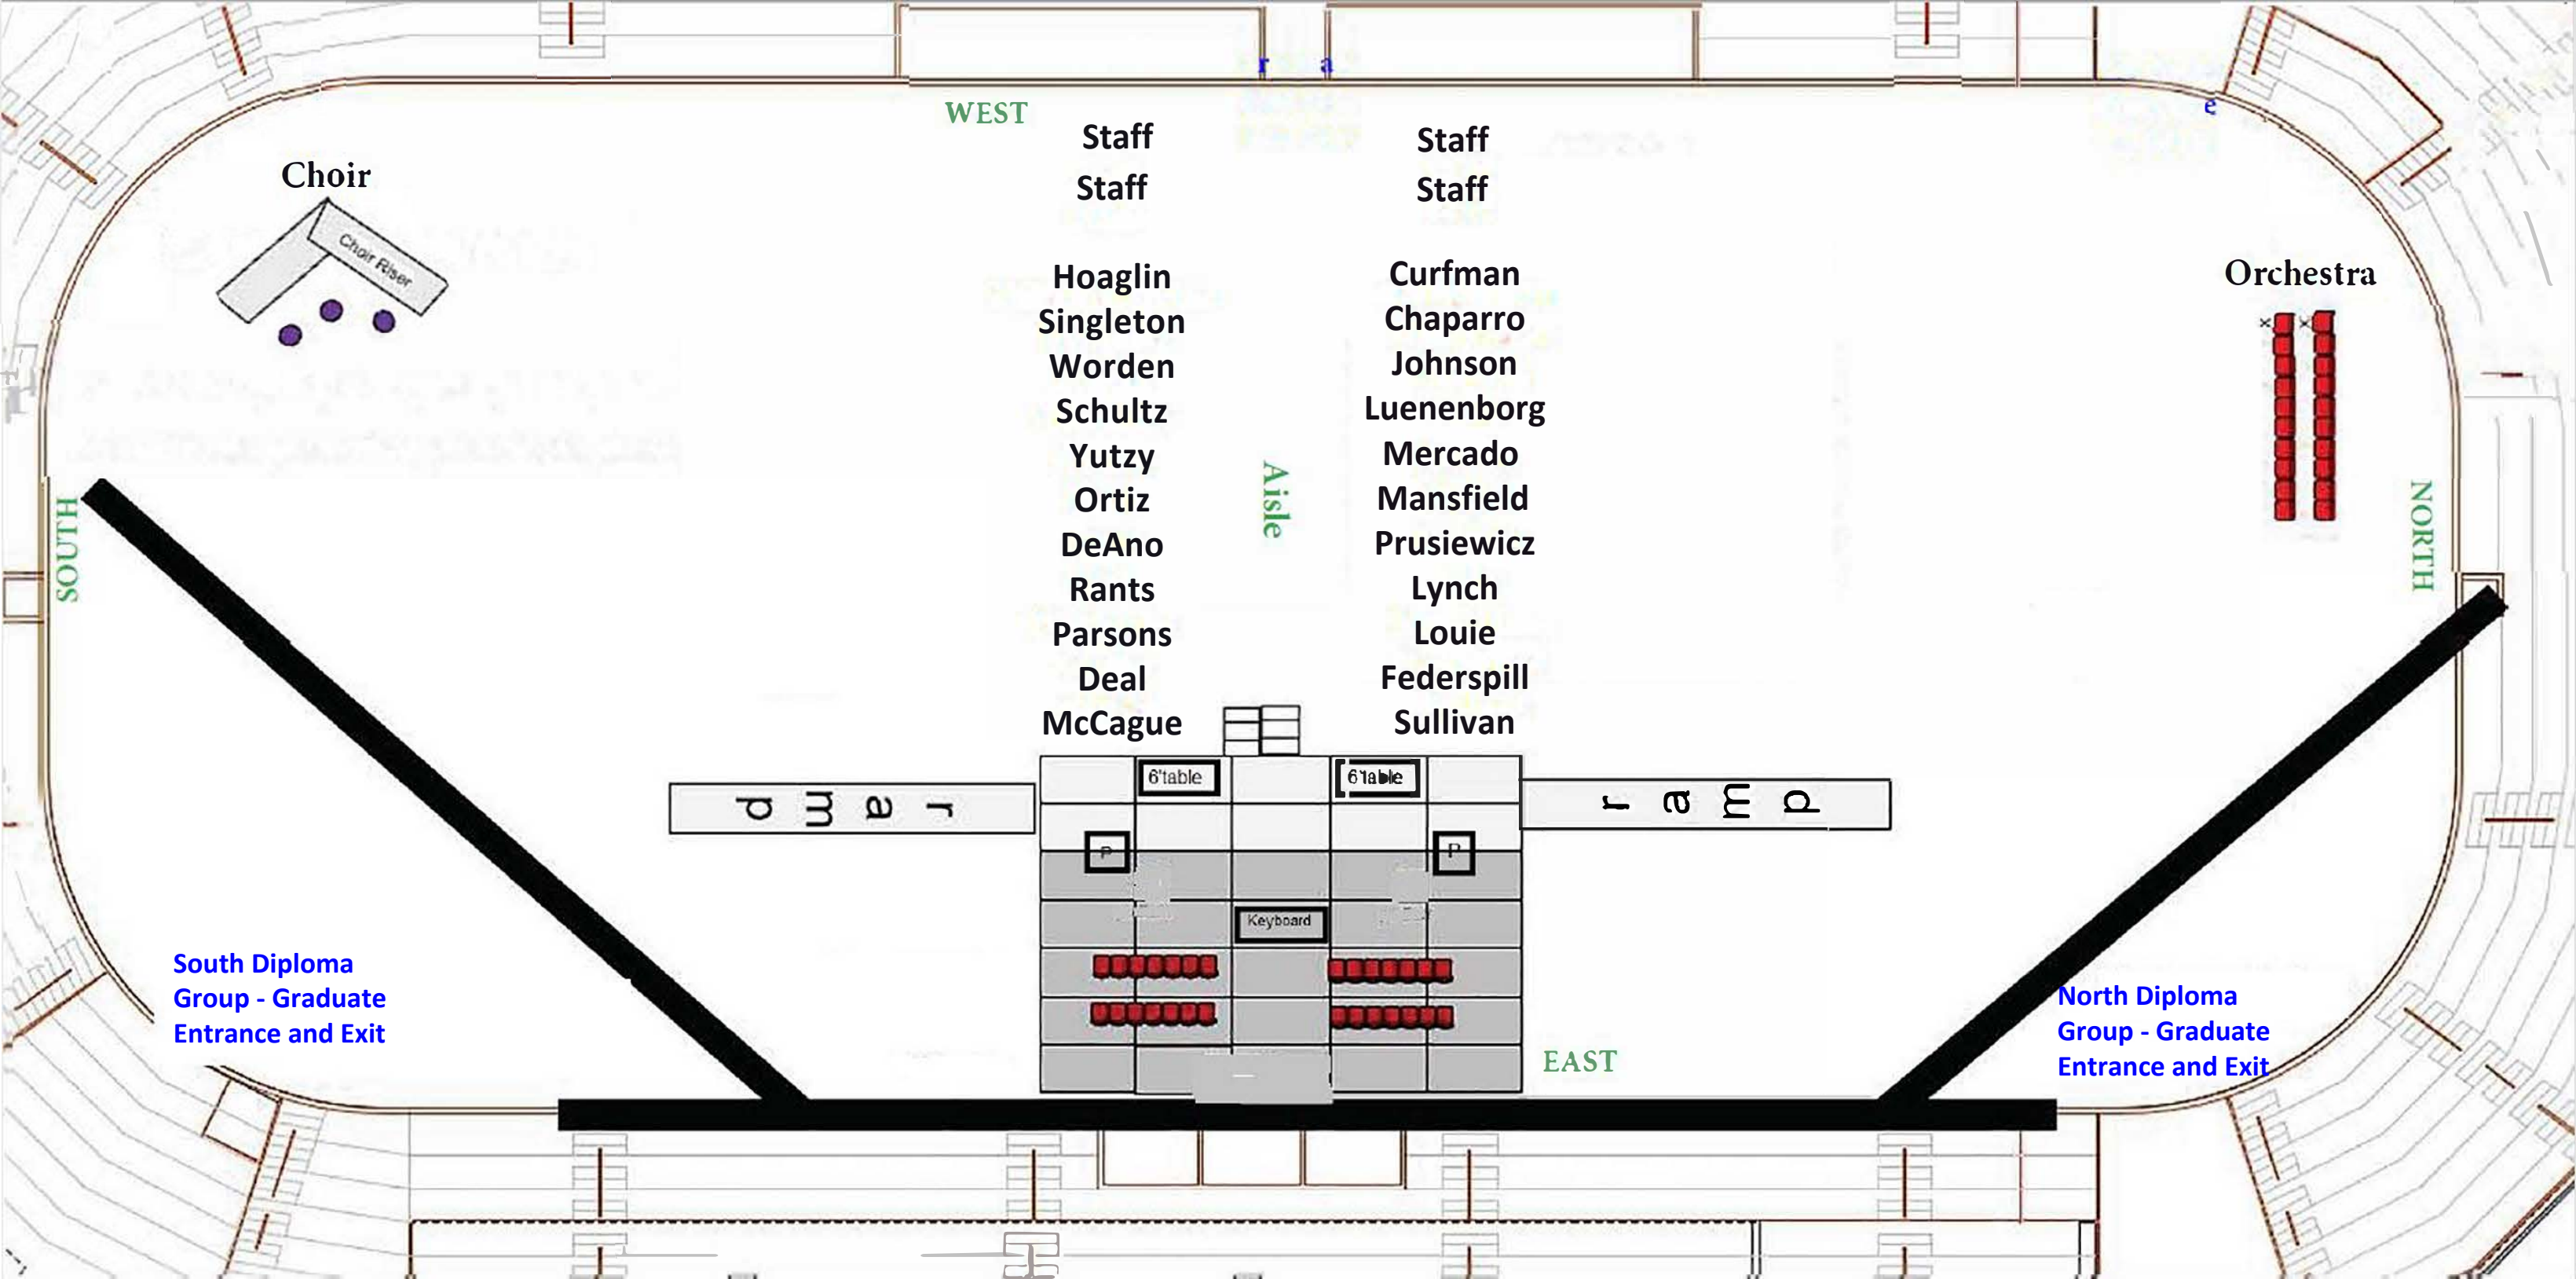 r a
e
WEST
Staff Staff
Staff Staff
Choir
Choir Riser
Hoaglin Curfman
Singleton Chaparro
Worden Johnson
Schultz Luenenborg
Yutzy Mercado
Ortiz Mansfield
DeAno Prusiewicz
Rants Lynch
Parsons Louie
Deal Federspill
McCague Sullivan
Aisle
Orchestra
x x
SOUTH
NORTH
6'table 6'table
ramp
ramp
P P
Keyboard
South Diploma
Group - Graduate
Entrance and Exit
EAST
North Diploma
Group - Graduate
Entrance and Exit